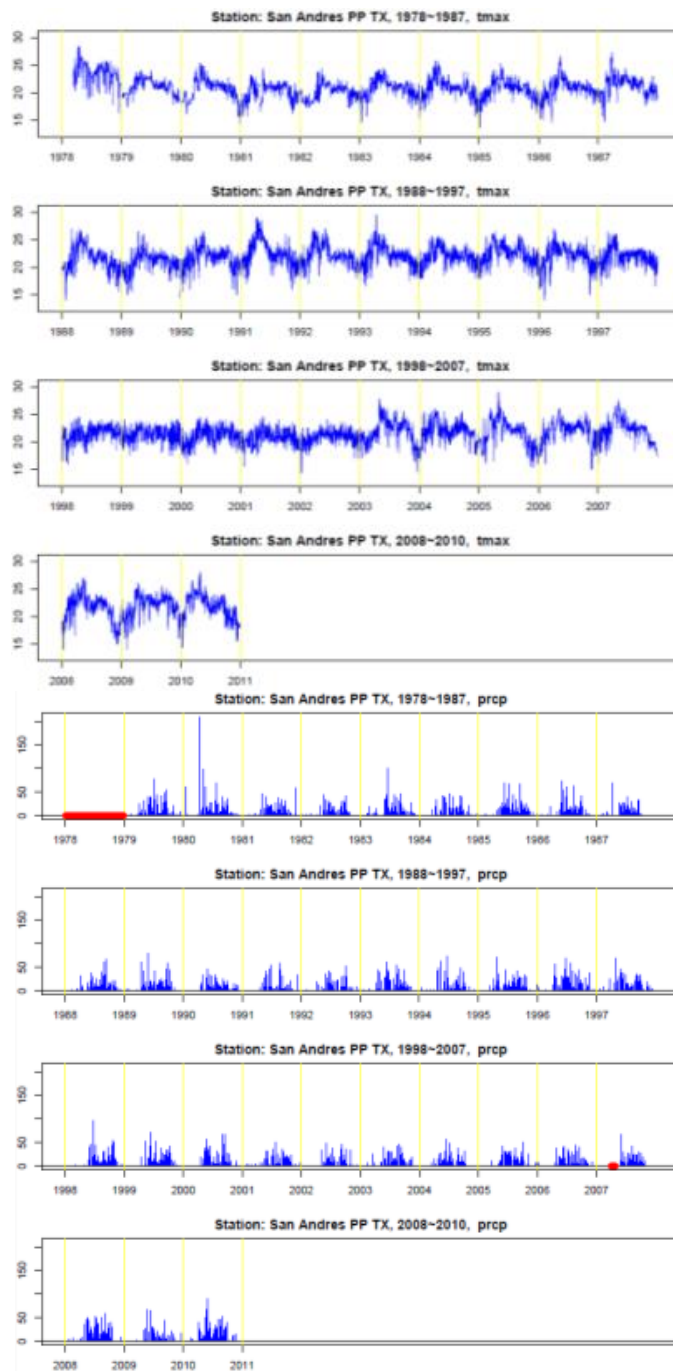 Station: San Andres PP TX, 1978~1987, tmax
30
25
20
15
1978 1979 1980 1981 1982 1983 1984 1985 1986 1987
Station: San Andres PP TX, 1988~1997, tmax
30
25
20
15
1988 1989 1990 1991 1992 1993 1994 1995 1996 1997
Station: San Andres PP TX, 1998~2007, tmax
30
25
20
15
1998 1999 2000 2001 2002 2003 2004 2005 2006 2007
Station: San Andres PP TX, 2008~2010, tmax
30
25
20
15
2008 2009 2010 2011
Station: San Andres PP TX, 1978~1987, prcp
150
50
0
1978 1979 1980 1981 1982 1983 1984 1985 1986 1987
Station: San Andres PP TX, 1988~1997, prcp
150
50
0
1988 1989 1990 1991 1992 1993 1994 1995 1996 1997
Station: San Andres PP TX, 1998~2007, prcp
150
50
0
1998 1999 2000 2001 2002 2003 2004 2005 2006 2007
Station: San Andres PP TX, 2008~2010, prcp
150
50
0
2008 2009 2010 2011